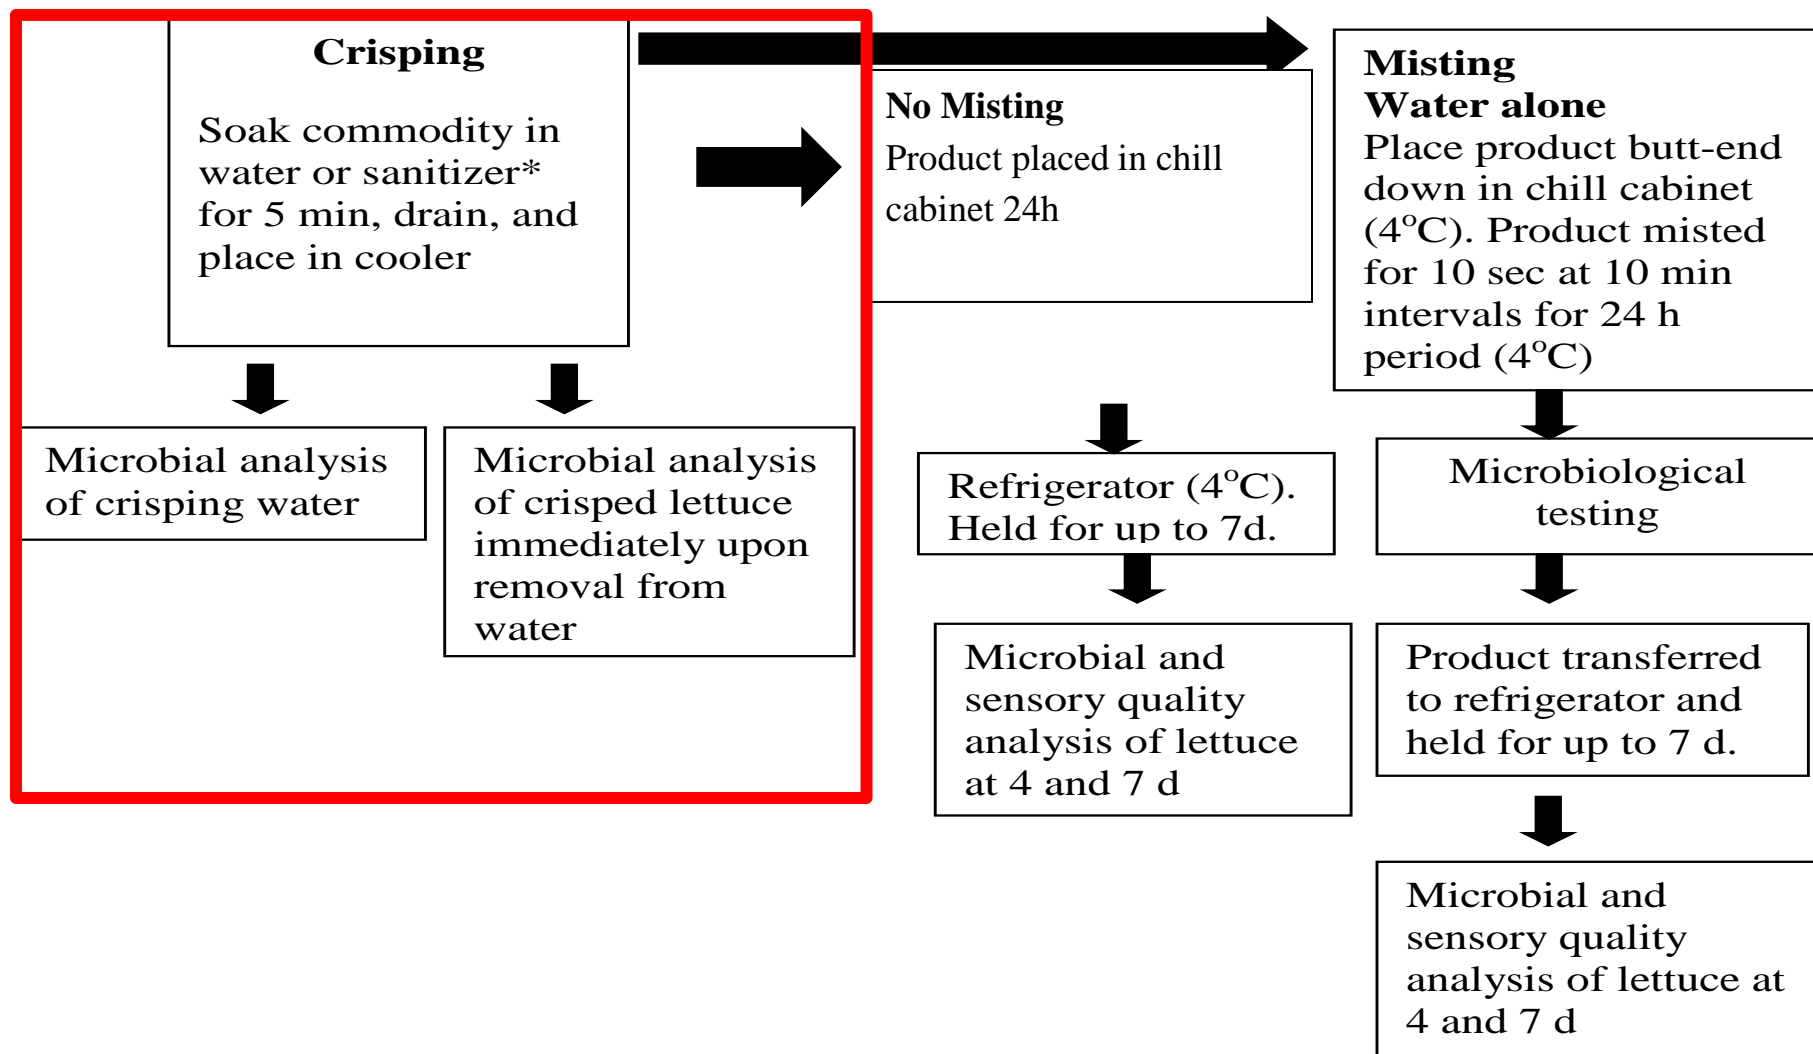 Crisping
Soak commodity in
water or sanitizer*
for 5 min, drain, and
place in cooler
Microbial analysis
of crisping water
Microbial analysis
of crisped lettuce
immediately upon
removal from
water
No Misting
Product placed in chill
cabinet 24h
Refrigerator (4°C).
Held for up to 7d.
Microbial and
sensory quality
analysis of lettuce
at 4 and 7 d
Misting
Water alone
Place product butt-end
down in chill cabinet
(4°C). Product misted
for 10 sec at 10 min
intervals for 24 h
period (4°C)
Microbiological
testing
Product transferred
to refrigerator and
held for up to 7 d.
Microbial and
sensory quality
analysis of lettuce at
4 and 7 d